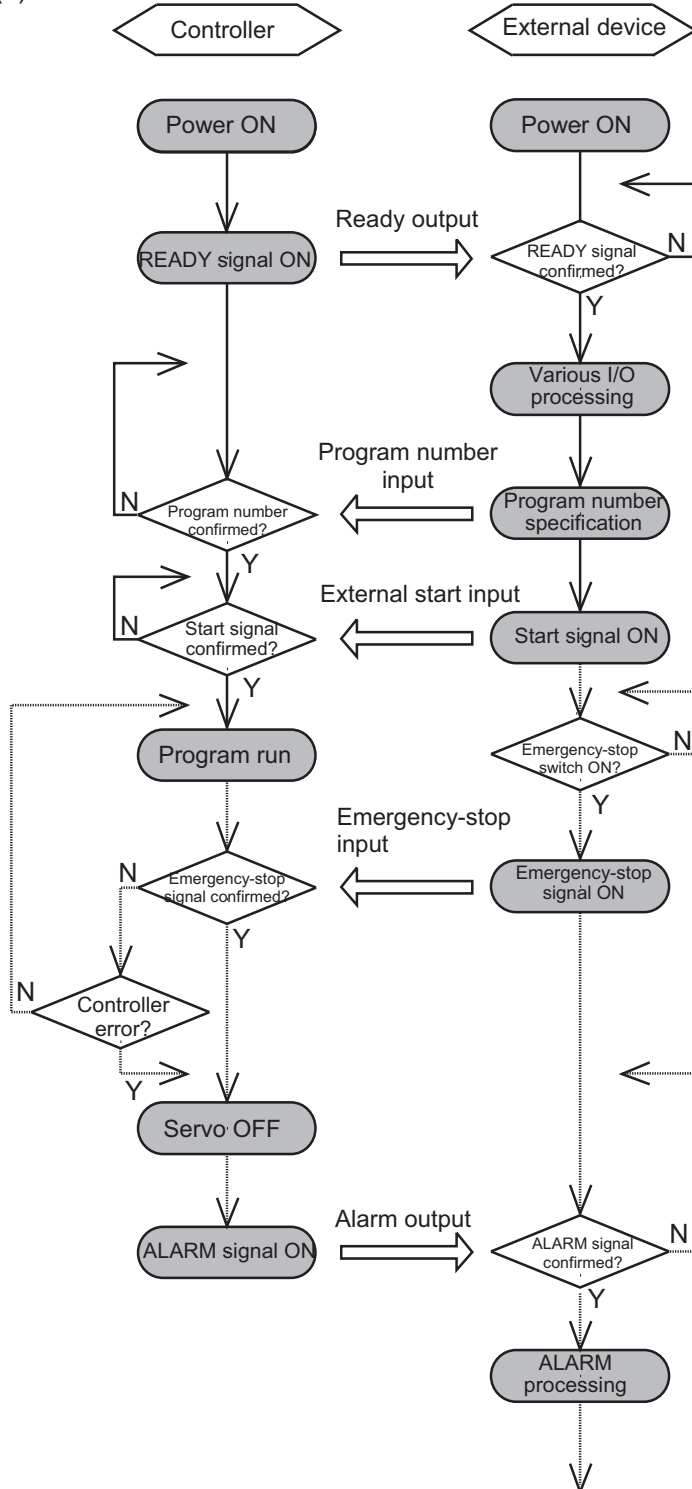 Controller
External device
Power ON
Power ON
Ready output
READY signal ON
READY signal
confirmed?
N
Y
Various I/O
processing
Program number
input
N
Program number
confirmed?
Program number
specification
Y
External start input
N
Start signal
confirmed?
Start signal ON
Y
Program run
Emergency-stop
switch ON?
N
Y
Emergency-stop
input
N
Emergency-stop
signal confirmed?
Emergency-stop
signal ON
Y
N
Controller
error?
Y
Servo OFF
Alarm output
ALARM signal ON
ALARM signal
confirmed?
N
Y
ALARM
processing